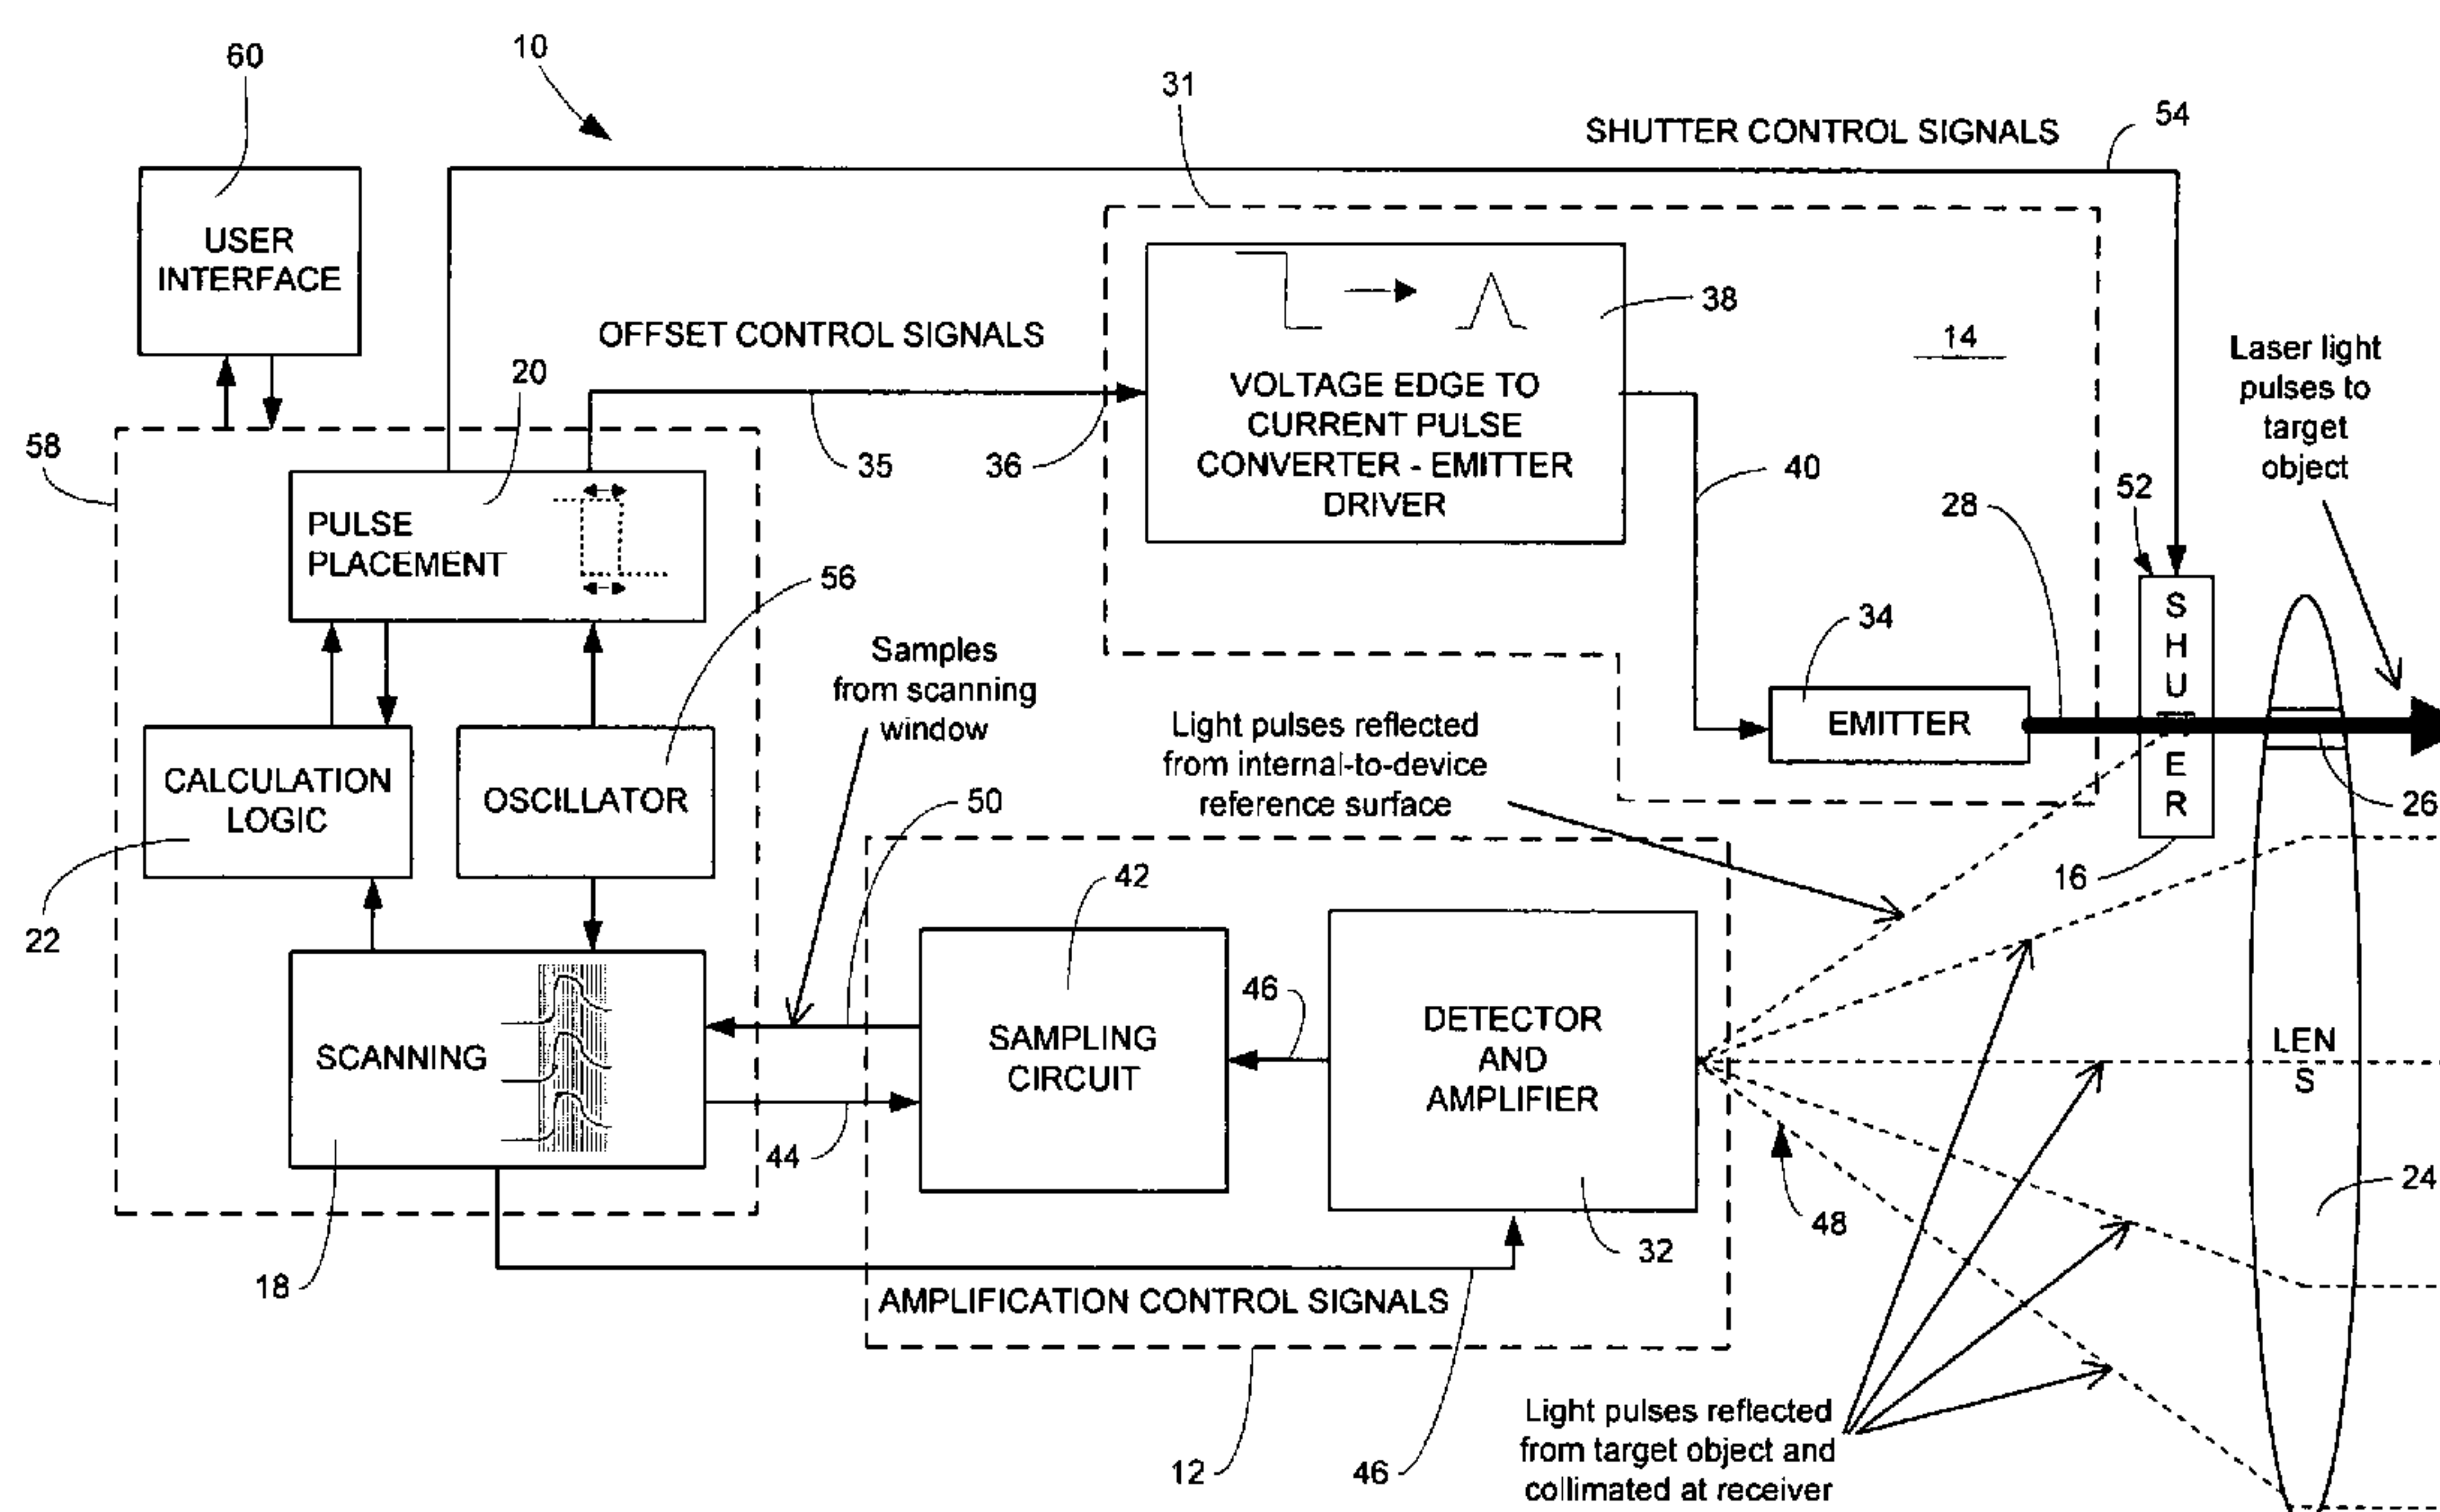 60
10
31
SHUTTER CONTROL SIGNALS
54
USER
INTERFACE
OFFSET CONTROL SIGNALS
38
14
Laser light
pulses to
target
object
20
VOLTAGE EDGE TO
CURRENT PULSE
CONVERTER - EMITTER
DRIVER
58
35
36
40
28
52
PULSE
PLACEMENT
56
34
S
H
U
T
T
E
R
Samples
from scanning
window
Light pulses reflected
from internal-to-device
reference surface
EMITTER
26
CALCULATION
LOGIC
OSCILLATOR
50
42
16
22
46
SCANNING
SAMPLING
CIRCUIT
DETECTOR
AND
AMPLIFIER
LEN
S
44
48
24
32
18
AMPLIFICATION CONTROL SIGNALS
12
46
Light pulses reflected
from target object and
collimated at receiver